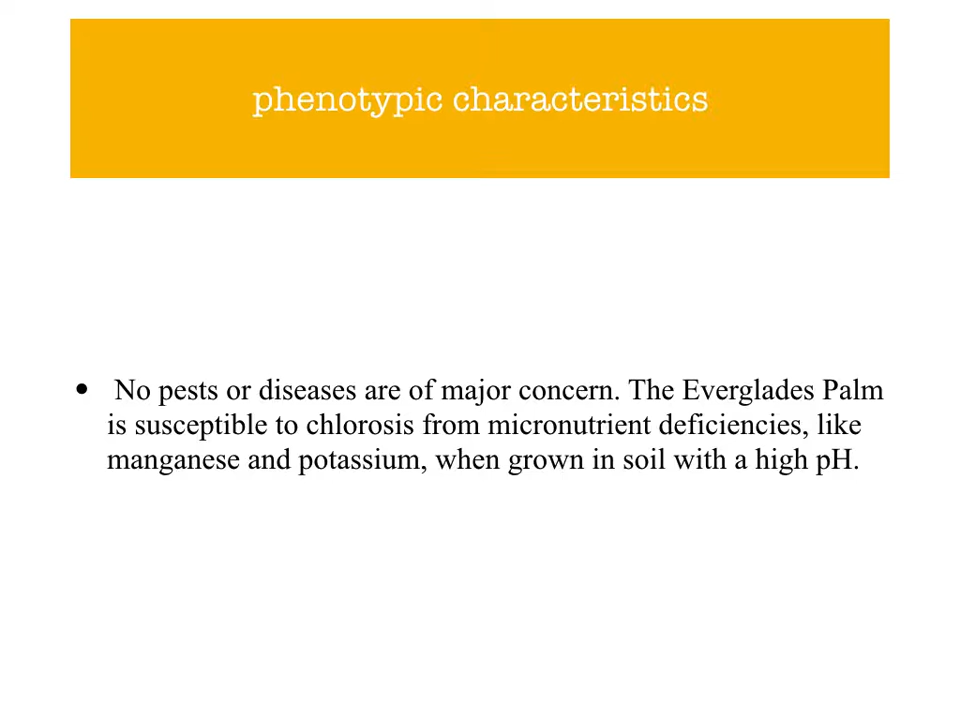 phenotypic characteristics
• No pests or diseases are of major concern. The Everglades Palm
is susceptible to chlorosis from micronutrient deficiencies, like
manganese and potassium, when grown in soil with a high pH.